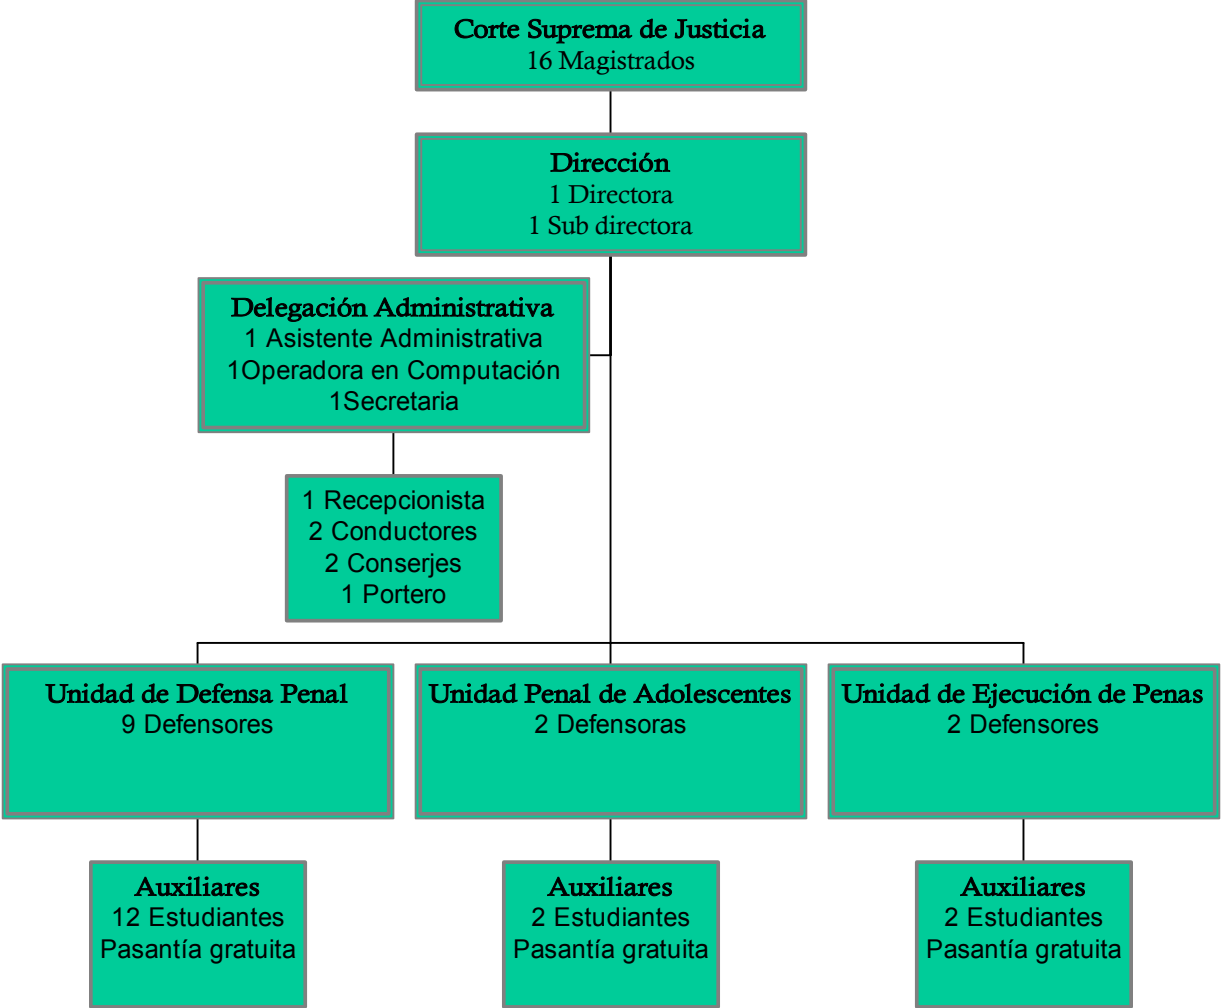 Corte Suprema de Justicia
16 Magistrados
Dirección
1 Directora
1 Sub directora
Delegación Administrativa
1 Asistente Administrativa
1Operadora en Computación
1Secretaria
1 Recepcionista
2 Conductores
2 Conserjes
1 Portero
Unidad de Defensa Penal
9 Defensores
Unidad Penal de Adolescentes
2 Defensoras
Unidad de Ejecución de Penas
2 Defensores
Auxiliares
12 Estudiantes
Pasantía gratuita
Auxiliares
2 Estudiantes
Pasantía gratuita
Auxiliares
2 Estudiantes
Pasantía gratuita